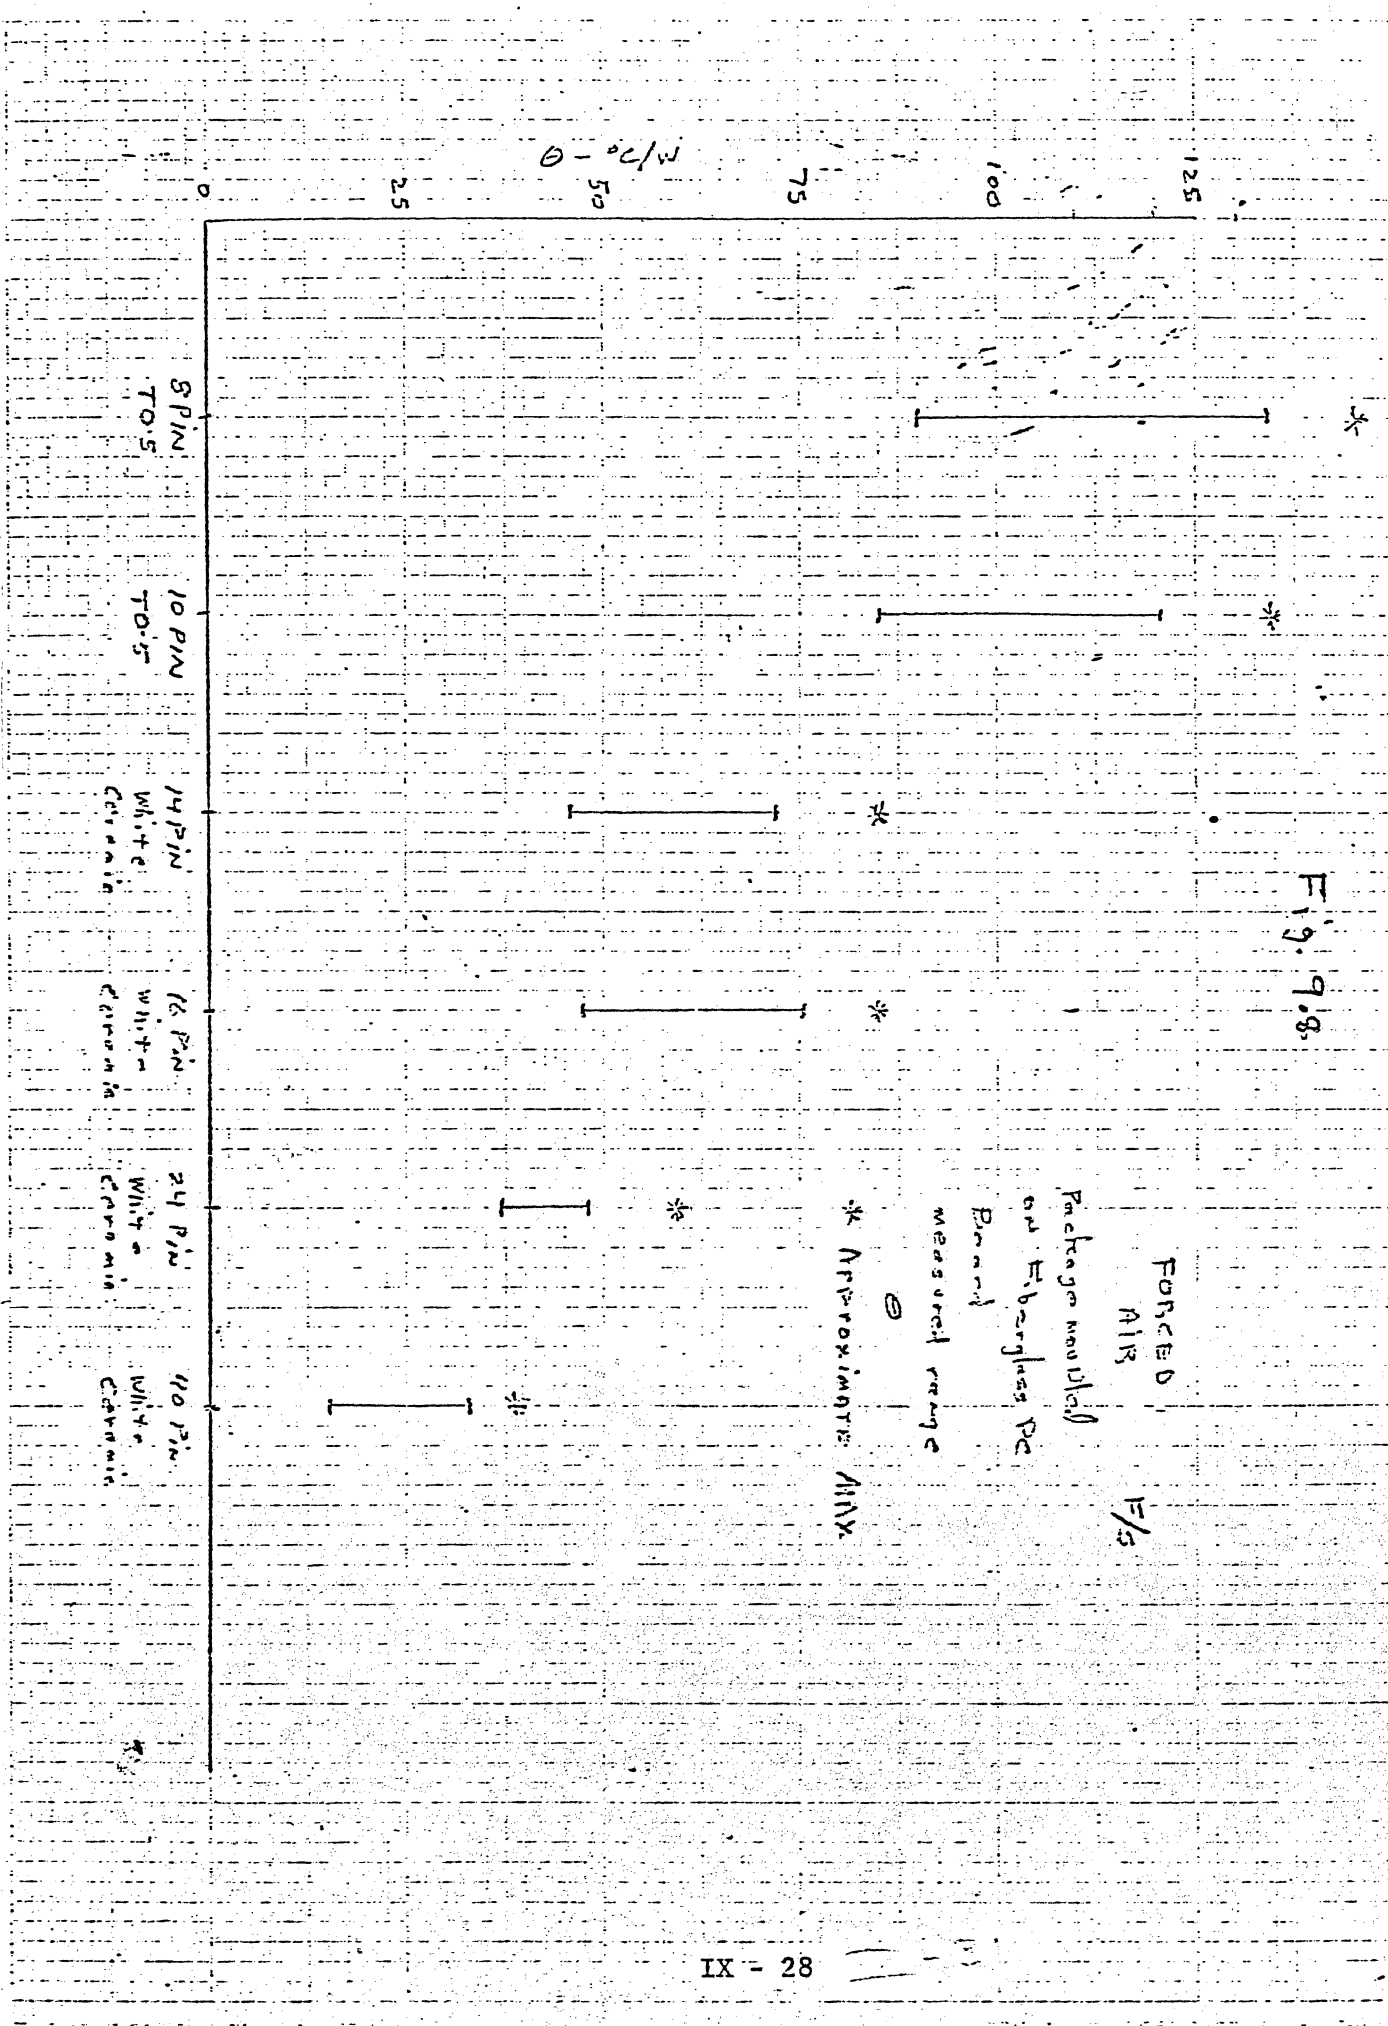 Fig. 9.8
FORCED
AIR
F/S
Package mounted
on Fiberglass PC
Board
measured range
θ
* Approximate MAX.
θ - °C/W
125
100
75
50
25
0
8 PIN
TO-5
10 PIN
TO-5
14 PIN
White
Ceramic
16 PIN
White
Ceramic
24 PIN
White
Ceramic
40 PIN
White
Ceramic
IX - 28